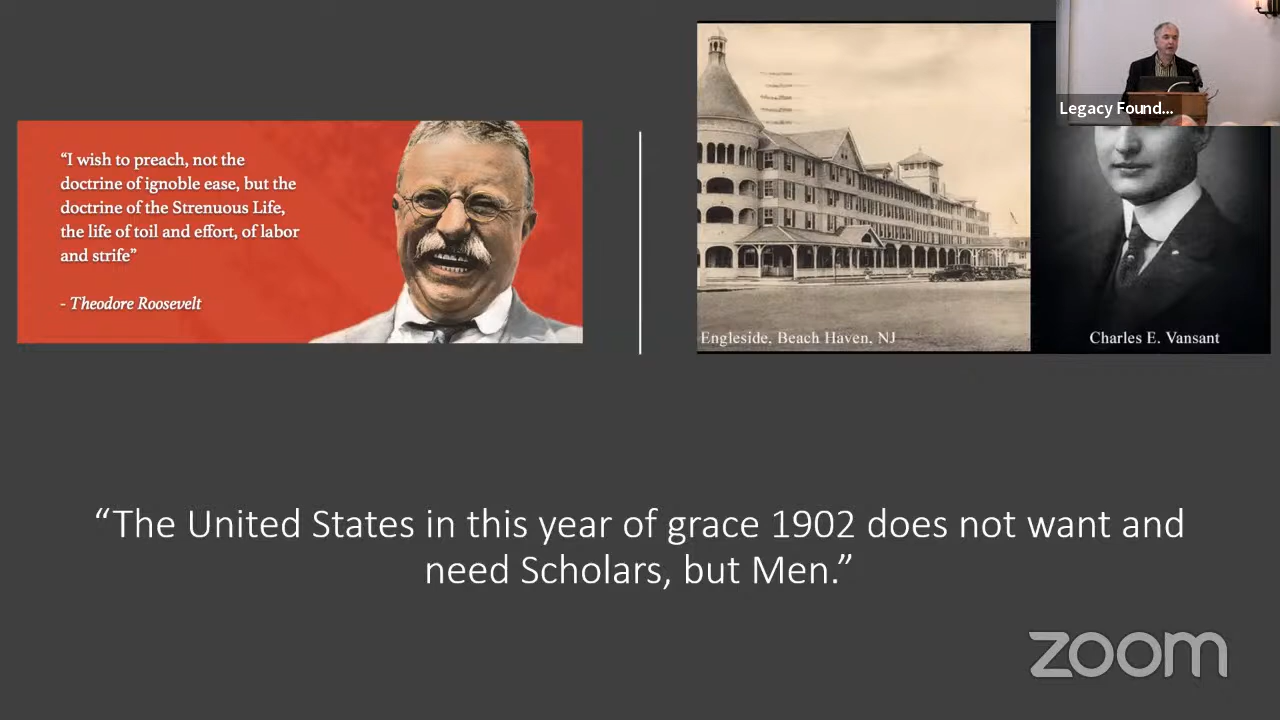 “I wish to preach, not the
doctrine of ignoble ease, but the
doctrine of the Strenuous Life,
the life of toil and effort, of labor
and strife”
- Theodore Roosevelt
Engleside, Beach Haven, NJ
Charles E. Vansant
Legacy Found...
“The United States in this year of grace 1902 does not want and
need Scholars, but Men.”
zoom